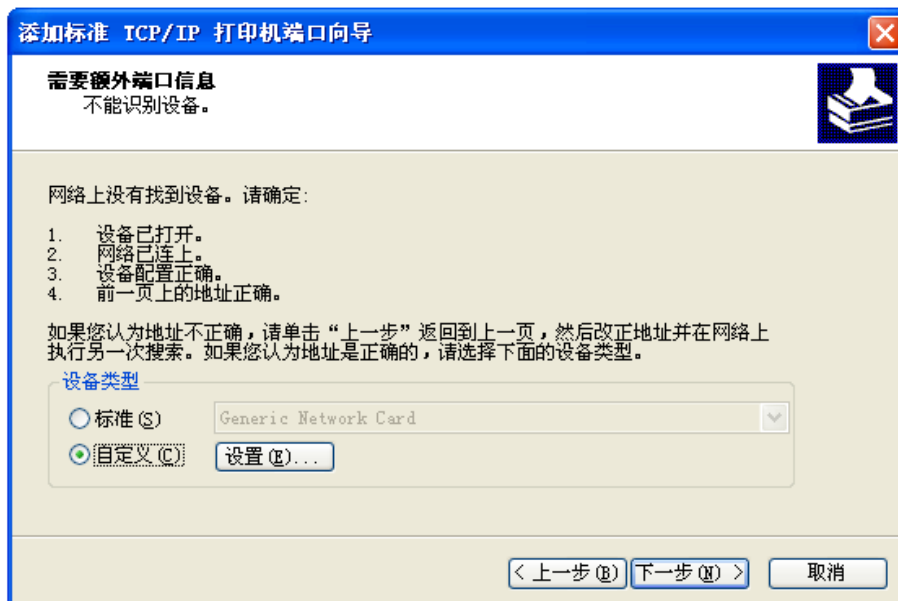 添加标准 TCP/IP 打印机端口向导
需要额外端口信息
不能识别设备。
网络上没有找到设备。请确定:
1. 设备已打开。
2. 网络已连上。
3. 设备配置正确。
4. 前一页上的地址正确。
如果您认为地址不正确，请单击“上一步”返回到上一页，然后改正地址并在网络上
执行另一次搜索。如果您认为地址是正确的，请选择下面的设备类型。
设备类型
标准(S) Generic Network Card
自定义(C) 设置(E)...
< 上一步(B) 下一步(N) > 取消